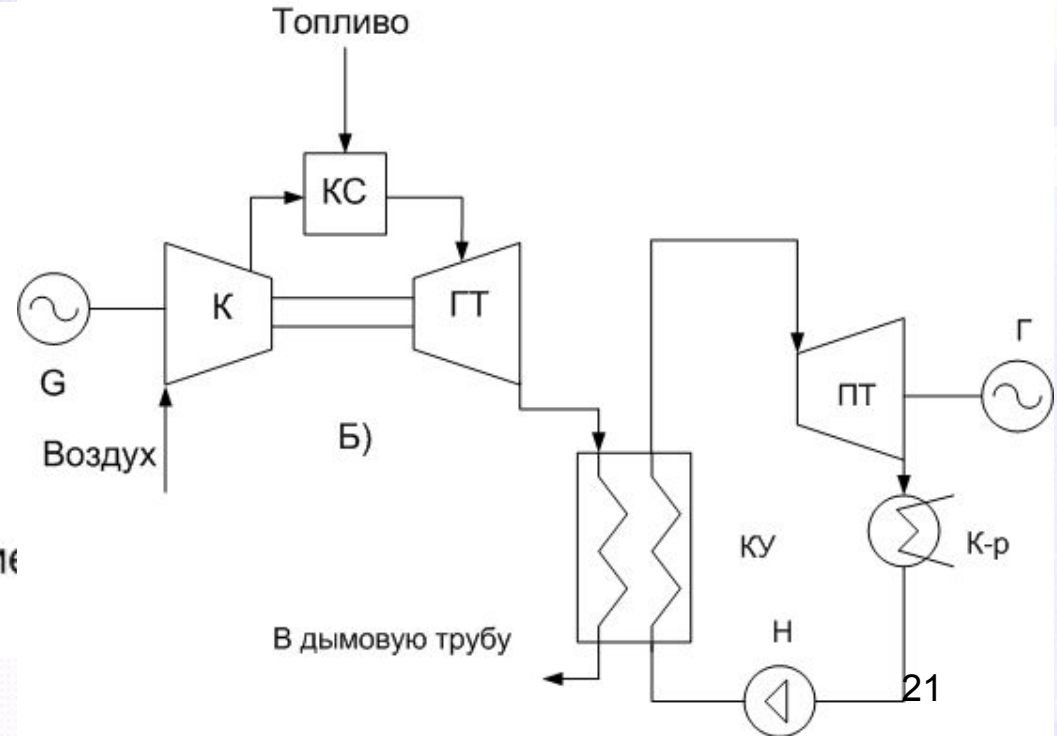 Топливо
КС
К
ГТ
G
Воздух
Б)
Г
ПТ
КУ
К-р
В дымовую трубу
Н
21